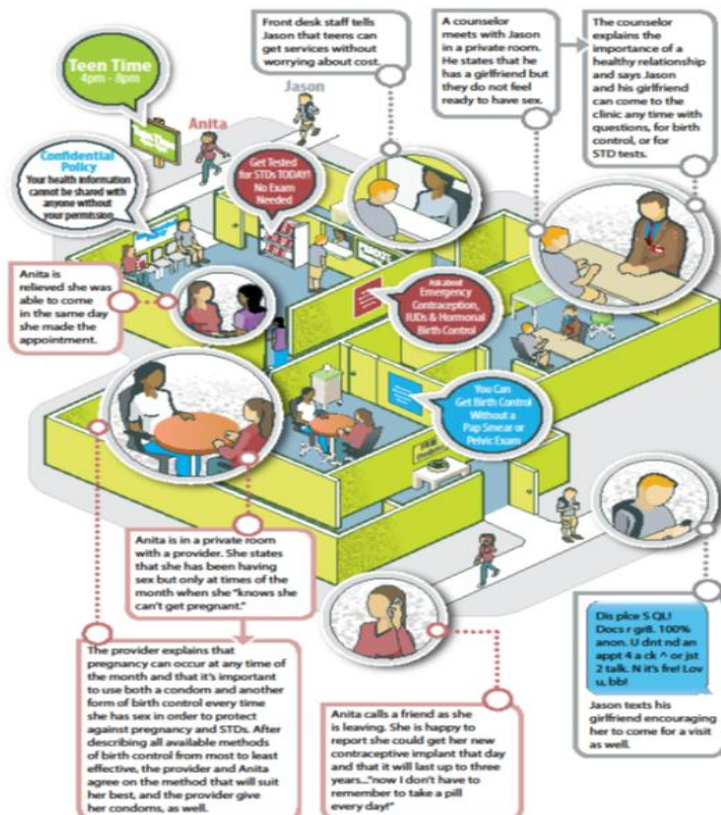 Front desk staff tells
Jason that teens can
get services without
worrying about cost.
A counselor
meets with Jason
in a private room.
He states that he
has a girlfriend but
they do not feel
ready to have sex.
The counselor
explains the
importance of a
healthy relationship
and says Jason
and his girlfriend
can come to the
clinic any time with
questions, for birth
control, or for
STD tests.
Teen Time
4pm - 8pm
Jason
Anita
Teen Time
Confidential
Policy
Your health information
cannot be shared with
anyone without
your permission
Get Tested
for STDs TODAY!
No Exam
Needed
Anita is
relieved she was
able to come
in the same day
she made the
appointment.
Ask about
Emergency
Contraception,
IUDs & Hormonal
Birth Control
You Can
Get Birth Control
Without a
Pap Smear or
Pelvic Exam
Anita is in a private room
with a provider. She states
that she has been having
sex but only at times of the
month when she "knows she
can't get pregnant."
The provider explains that
pregnancy can occur at any time of
the month and that it's important
to use both a condom and another
form of birth control every time
she has sex in order to protect
against pregnancy and STDs. After
describing all available methods
of birth control from most to least
effective, the provider and Anita
agree on the method that will suit
her best, and the provider give
her condoms, as well.
Anita calls a friend as she
is leaving. She is happy to
report she could get her new
contraceptive implant that day
and that it will last up to three
years..."now I don't have to
remember to take a pill
every day!"
Dis plce S QL!
Docs r gr8. 100%
anon. U dnt nd an
appt 4 a ck ^ or jst
2 talk. N it's fre! Lov
u, bb!
Jason texts his
girlfriend encouraging
her to come for a visit
as well.